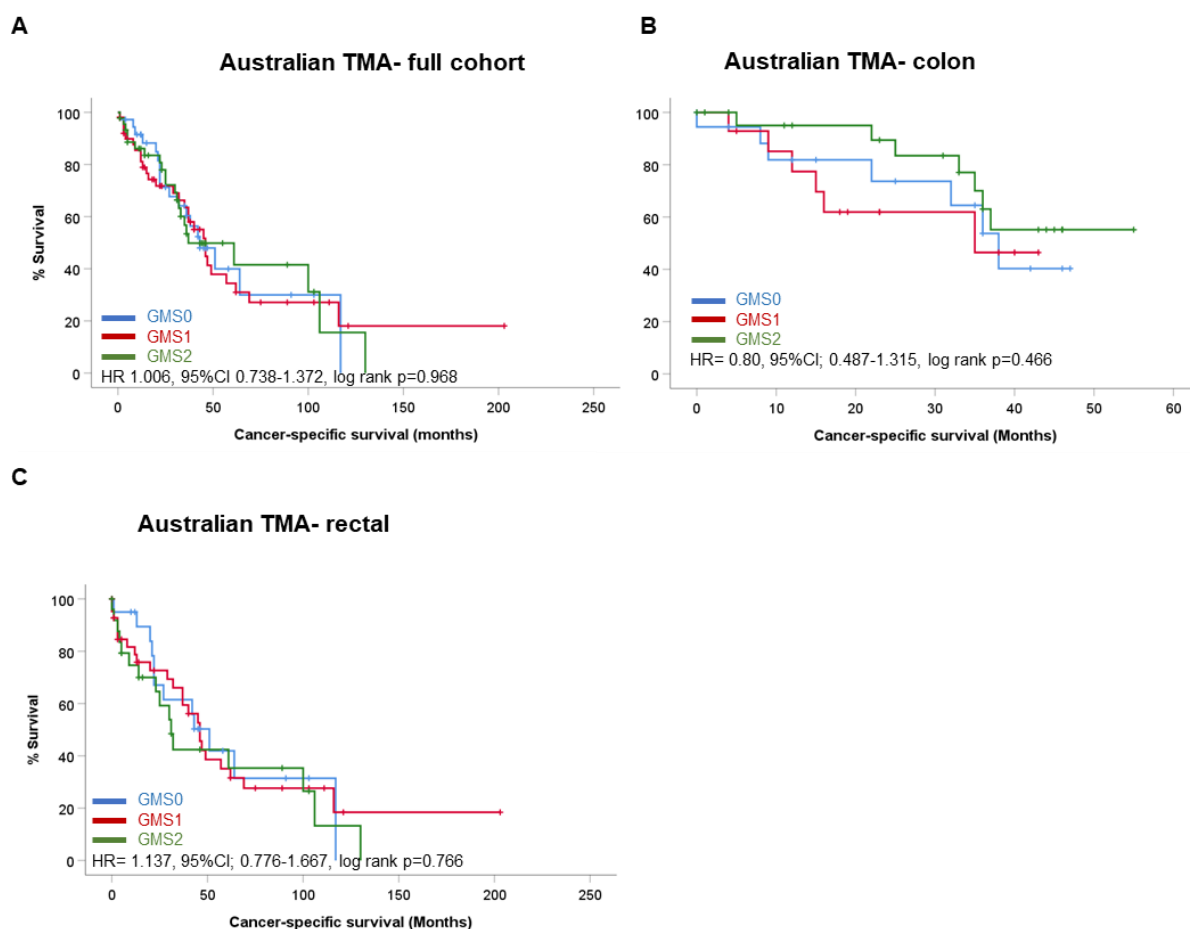 A
Australian TMA- full cohort
% Survival
100
80
60
40
20
0
GMS0
GMS1
GMS2
HR 1.006, 95%CI 0.738-1.372, log rank p=0.968
0 50 100 150 200 250
Cancer-specific survival (months)
B
Australian TMA- colon
100
80
60
40
20
0
GMS0
GMS1
GMS2
HR= 0.80, 95%CI; 0.487-1.315, log rank p=0.466
0 10 20 30 40 50 60
Cancer-specific survival (Months)
C
Australian TMA- rectal
% Survival
100
80
60
40
20
0
GMS0
GMS1
GMS2
HR= 1.137, 95%CI; 0.776-1.667, log rank p=0.766
0 50 100 150 200 250
Cancer-specific survival (Months)